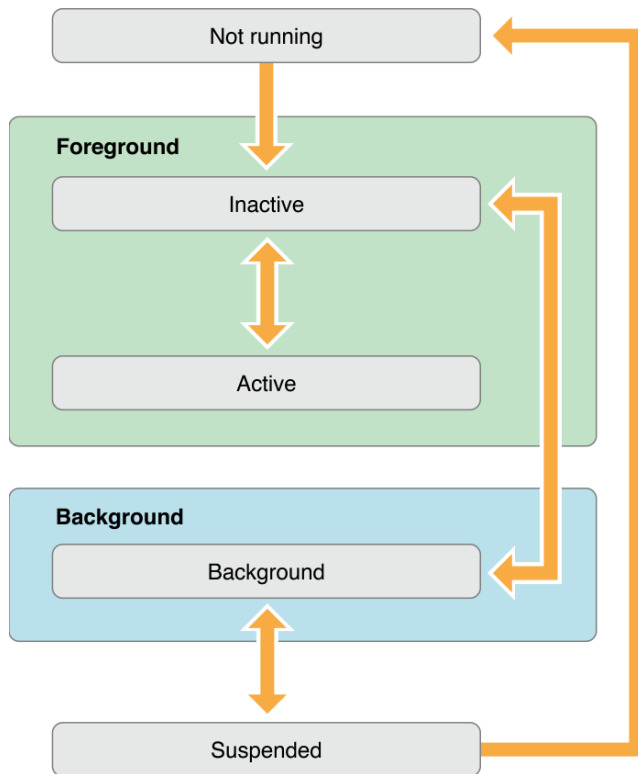 Not running
Foreground
Inactive
Active
Background
Background
Suspended